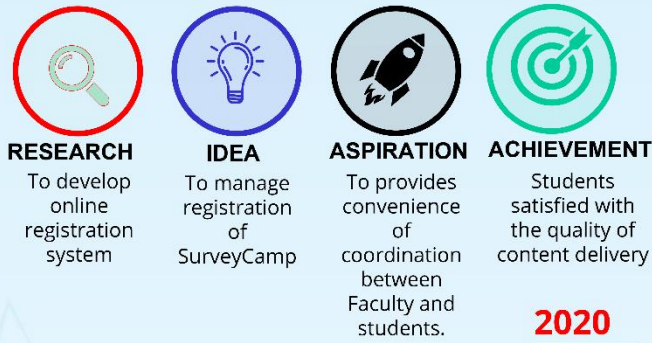 RESEARCH
To develop
online
registration
system
IDEA
To manage
registration
of
SurveyCamp
ASPIRATION
To provides
convenience
of
coordination
between
Faculty and
students.
ACHIEVEMENT
Students
satisfied with
the quality of
content delivery
2020